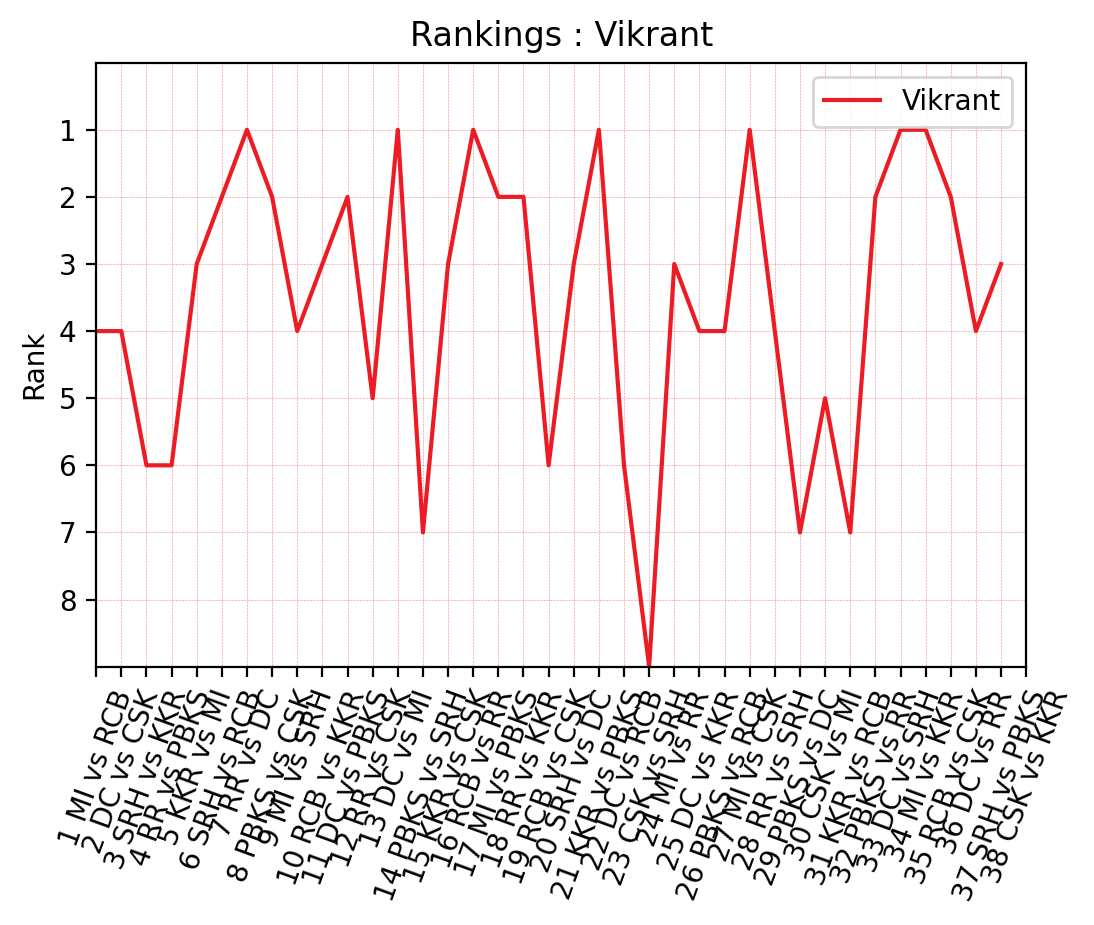 Rankings : Vikrant
Vikrant
Rank
1
2
3
4
5
6
7
8
1 MI vs RCB
2 DC vs CSK
3 SRH vs KKR
4 RR vs PBKS
5 KKR vs MI
6 SRH vs RCB
7 RR vs DC
8 PBKS vs CSK
9 MI vs SRH
10 RCB vs KKR
11 DC vs PBKS
12 RR vs CSK
13 DC vs MI
14 PBKS vs SRH
15 KKR vs CSK
16 RCB vs RR
17 MI vs PBKS
18 RR vs KKR
19 RCB vs CSK
20 SRH vs DC
21 KKR vs PBKS
22 DC vs RCB
23 CSK vs SRH
24 MI vs RR
25 DC vs KKR
26 PBKS vs RCB
27 MI vs CSK
28 RR vs SRH
29 PBKS vs DC
30 CSK vs MI
31 KKR vs RCB
32 PBKS vs RR
33 DC vs SRH
34 MI vs KKR
35 RCB vs CSK
36 DC vs RR
37 SRH vs PBKS
38 CSK vs KKR